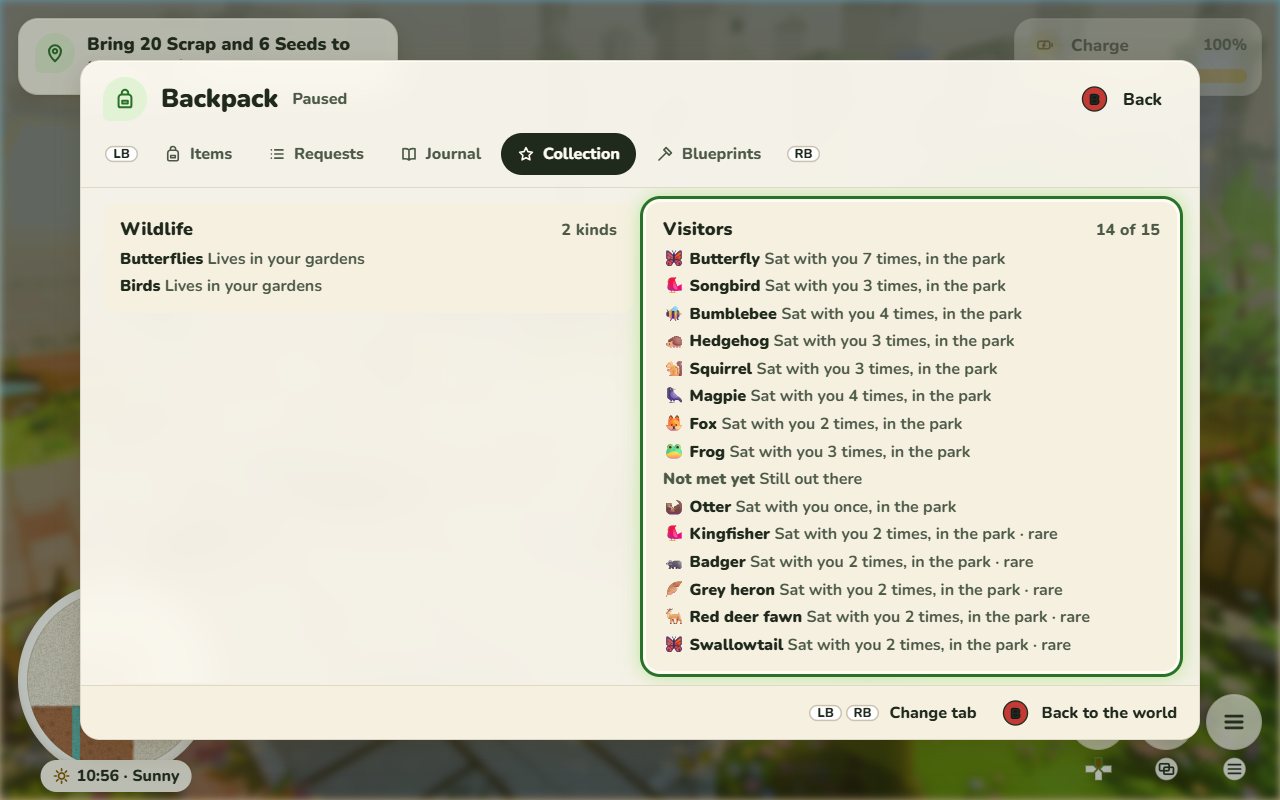 Bring 20 Scrap and 6 Seeds to
Charge 100%
Backpack Paused
B Back
LB Items Requests Journal Collection Blueprints RB
Wildlife 2 kinds
Butterflies Lives in your gardens
Birds Lives in your gardens
Visitors 14 of 15
Butterfly Sat with you 7 times, in the park
Songbird Sat with you 3 times, in the park
Bumblebee Sat with you 4 times, in the park
Hedgehog Sat with you 3 times, in the park
Squirrel Sat with you 3 times, in the park
Magpie Sat with you 4 times, in the park
Fox Sat with you 2 times, in the park
Frog Sat with you 3 times, in the park
Not met yet Still out there
Otter Sat with you once, in the park
Kingfisher Sat with you 2 times, in the park · rare
Badger Sat with you 2 times, in the park · rare
Grey heron Sat with you 2 times, in the park · rare
Red deer fawn Sat with you 2 times, in the park · rare
Swallowtail Sat with you 2 times, in the park · rare
LB RB Change tab B Back to the world
10:56 · Sunny